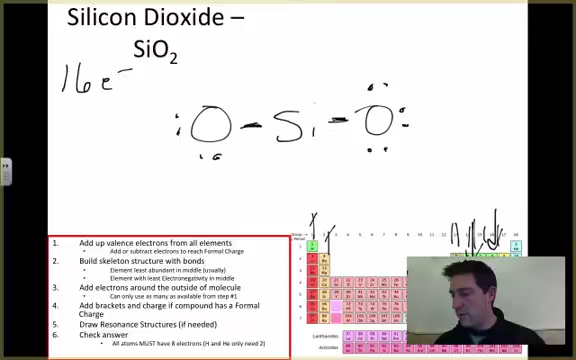 Silicon Dioxide –
SiO₂
16 e⁻
O - Si - O
1. Add up valence electrons from all elements
• Add or subtract electrons to reach Formal Charge
2. Build skeleton structure with bonds
• Element least abundant in middle (usually)
• Element with least Electronegativity in middle
3. Add electrons around the outside of molecule
• Can only use as many as available from step #1
4. Add brackets and charge if compound has a Formal
Charge
5. Draw Resonance Structures (if needed)
6. Check answer
• All atoms MUST have 8 electrons (H and He only need 2)
Lanthanides
Actinides